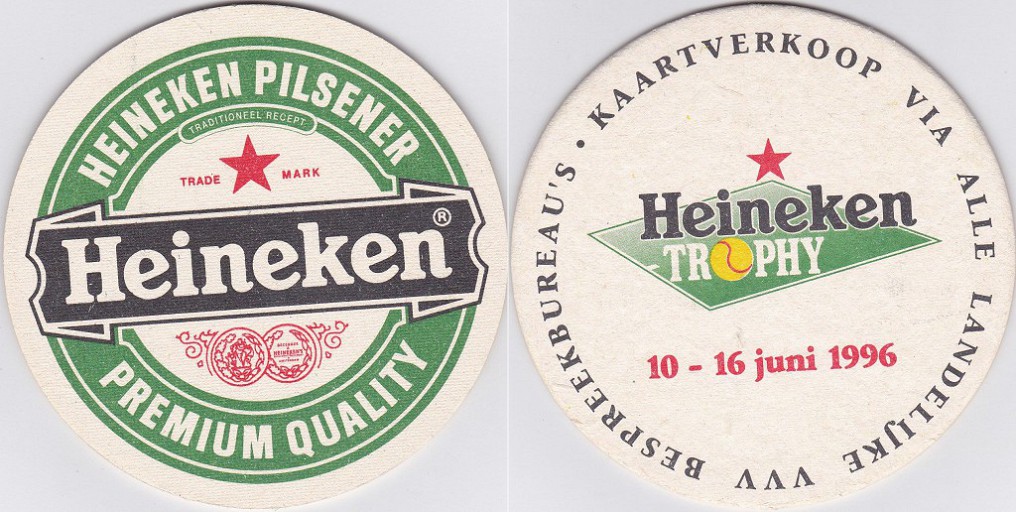 HEINEKEN PILSENER
TRADITIONEEL RECEPT
TRADE MARK
Heineken®
HEINEKEN'S
PREMIUM QUALITY
KAARTVERKOOP VIA ALLE LANDELIJKE VVV BESPREEKBUREAU'S •
Heineken
TROPHY
10 - 16 juni 1996